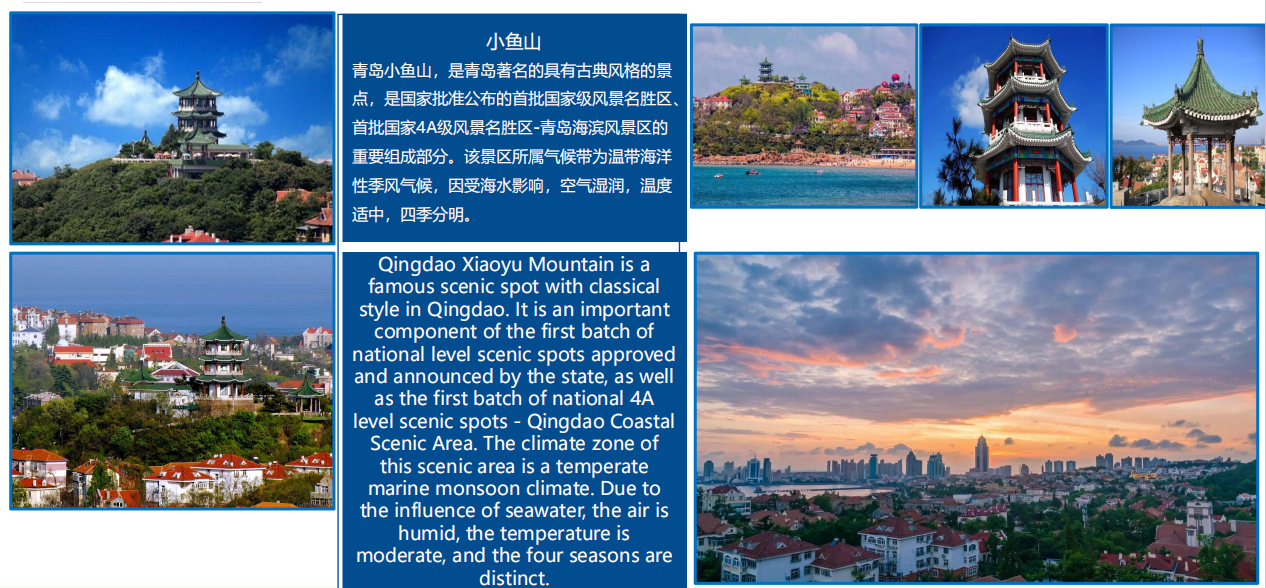 小鱼山
青岛小鱼山，是青岛著名的具有古典风格的景
点，是国家批准公布的首批国家级风景名胜区、
首批国家4A级风景名胜区-青岛海滨风景区的
重要组成部分。该景区所属气候带为温带海洋
性季风气候，因受海水影响，空气湿润，温度
适中，四季分明。
Qingdao Xiaoyu Mountain is a
famous scenic spot with classical
style in Qingdao. It is an important
component of the first batch of
national level scenic spots approved
and announced by the state, as well
as the first batch of national 4A
level scenic spots - Qingdao Coastal
Scenic Area. The climate zone of
this scenic area is a temperate
marine monsoon climate. Due to
the influence of seawater, the air is
humid, the temperature is
moderate, and the four seasons are
distinct.